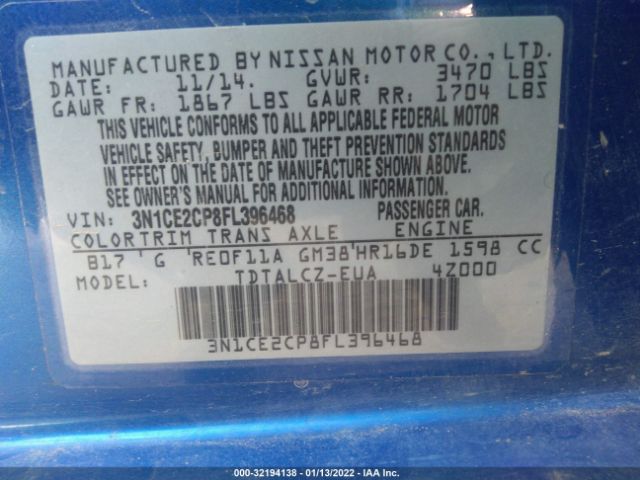 MANUFACTURED BY NISSAN MOTOR CO., LTD.
DATE: 11/14. GVWR: 3470 LBS
GAWR FR: 1867 LBS GAWR RR: 1704 LBS
THIS VEHICLE CONFORMS TO ALL APPLICABLE FEDERAL MOTOR
VEHICLE SAFETY, BUMPER AND THEFT PREVENTION STANDARDS
IN EFFECT ON THE DATE OF MANUFACTURE SHOWN ABOVE.
SEE OWNER'S MANUAL FOR ADDITIONAL INFORMATION.
VIN: 3N1CE2CP8FL396468 PASSENGER CAR.
COLORTRIM TRANS AXLE ENGINE
B17 G RE0F11A GM38 HR16DE 1598 CC
MODEL: TDTALCZ-EUA 4Z000
3N1CE2CP8FL396468
000-32194138 - 01/13/2022 - IAA Inc.